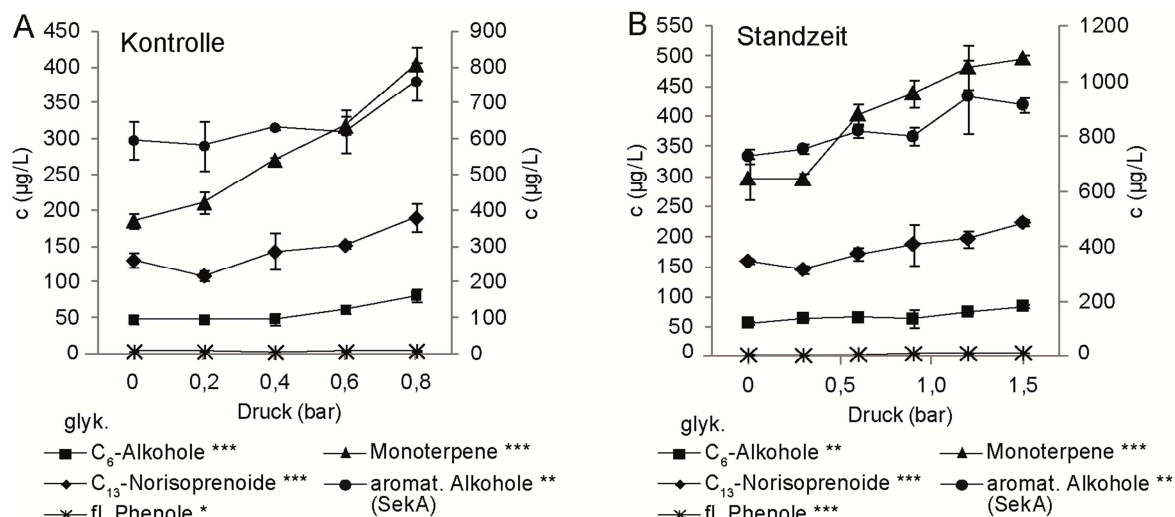 A
Kontrolle
450
400
350
300
250
200
150
100
50
0
c (µg/L)
900
800
700
600
500
400
300
200
100
0
c (µg/L)
0 0,2 0,4 0,6 0,8
Druck (bar)
glyk.
C6-Alkohole ***
Monoterpene ***
C13-Norisoprenoide ***
aromat. Alkohole **
(SekA)
fl. Phenole *
B
Standzeit
550
500
450
400
350
300
250
200
150
100
50
0
c (µg/L)
1200
1000
800
600
400
200
0
c (µg/L)
0 0,5 1,0 1,5
Druck (bar)
glyk.
C6-Alkohole **
Monoterpene ***
C13-Norisoprenoide ***
aromat. Alkohole **
(SekA)
fl. Phenole ***